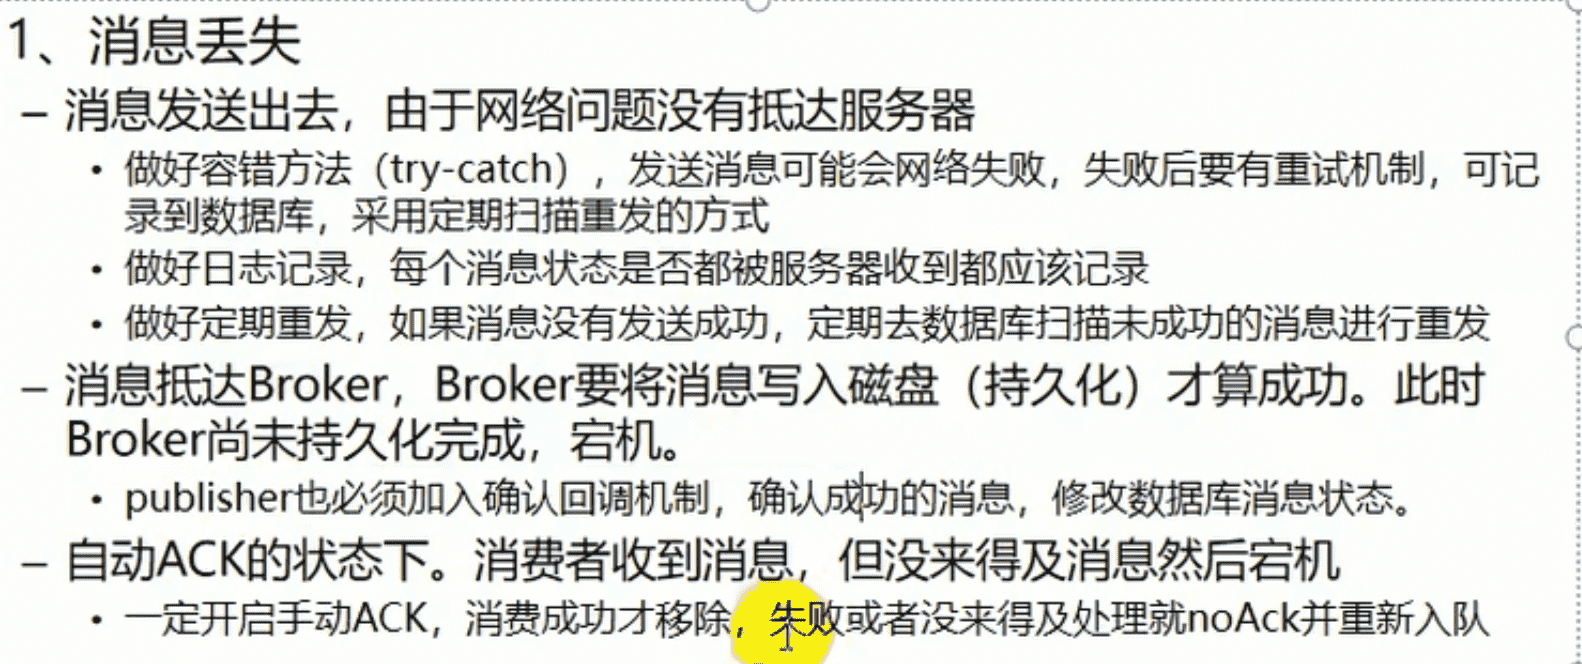 1、消息丢失
– 消息发送出去，由于网络问题没有抵达服务器
• 做好容错方法（try-catch），发送消息可能会网络失败，失败后要有重试机制，可记
录到数据库，采用定期扫描重发的方式
• 做好日志记录，每个消息状态是否都被服务器收到都应该记录
• 做好定期重发，如果消息没有发送成功，定期去数据库扫描未成功的消息进行重发
– 消息抵达Broker，Broker要将消息写入磁盘（持久化）才算成功。此时
Broker尚未持久化完成，宕机。
• publisher也必须加入确认回调机制，确认成功的消息，修改数据库消息状态。
– 自动ACK的状态下。消费者收到消息，但没来得及消息然后宕机
• 一定开启手动ACK，消费成功才移除，失败或者没来得及处理就noAck并重新入队